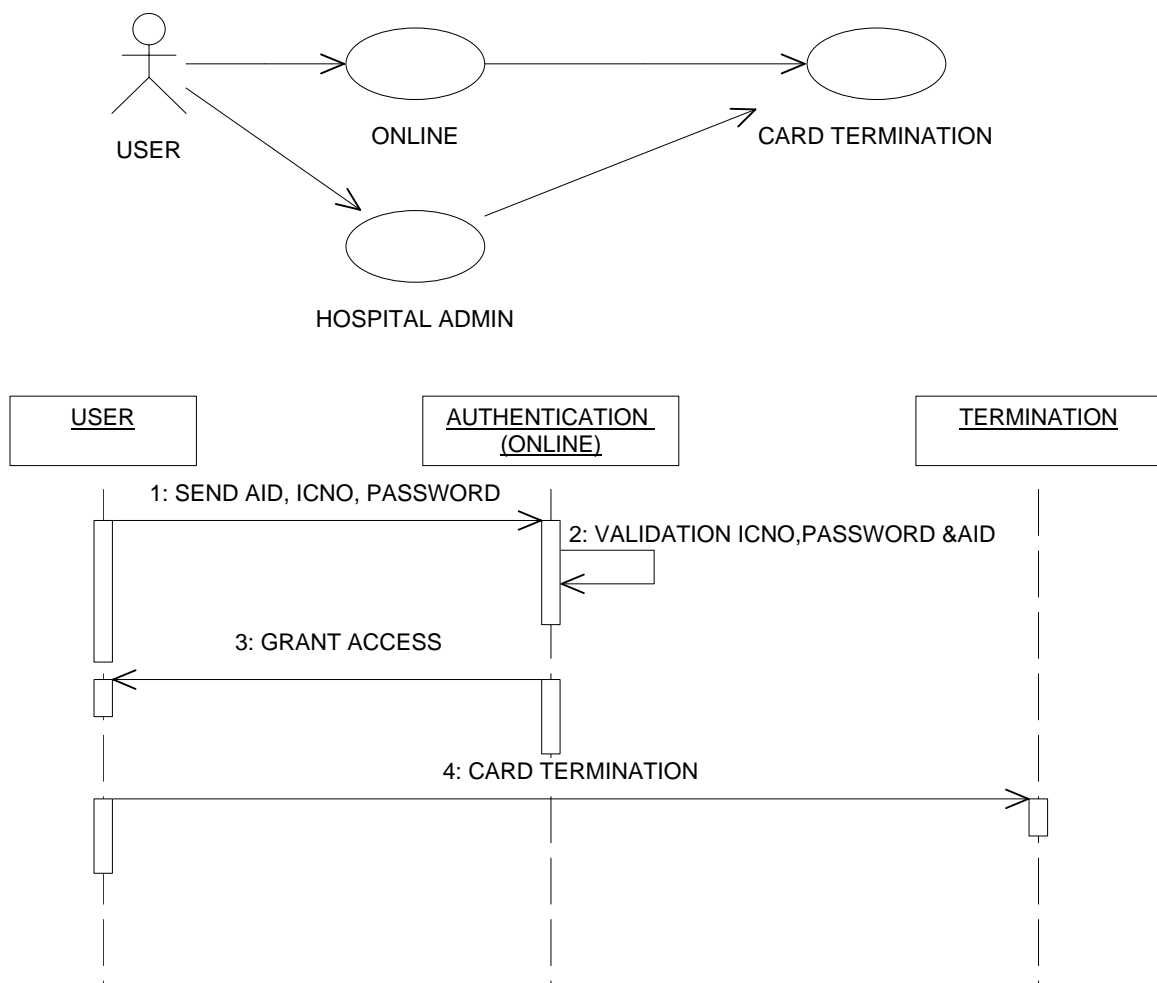 USER
ONLINE
CARD TERMINATION
HOSPITAL ADMIN
USER
AUTHENTICATION
(ONLINE)
TERMINATION
1: SEND AID, ICNO, PASSWORD
2: VALIDATION ICNO,PASSWORD &AID
3: GRANT ACCESS
4: CARD TERMINATION